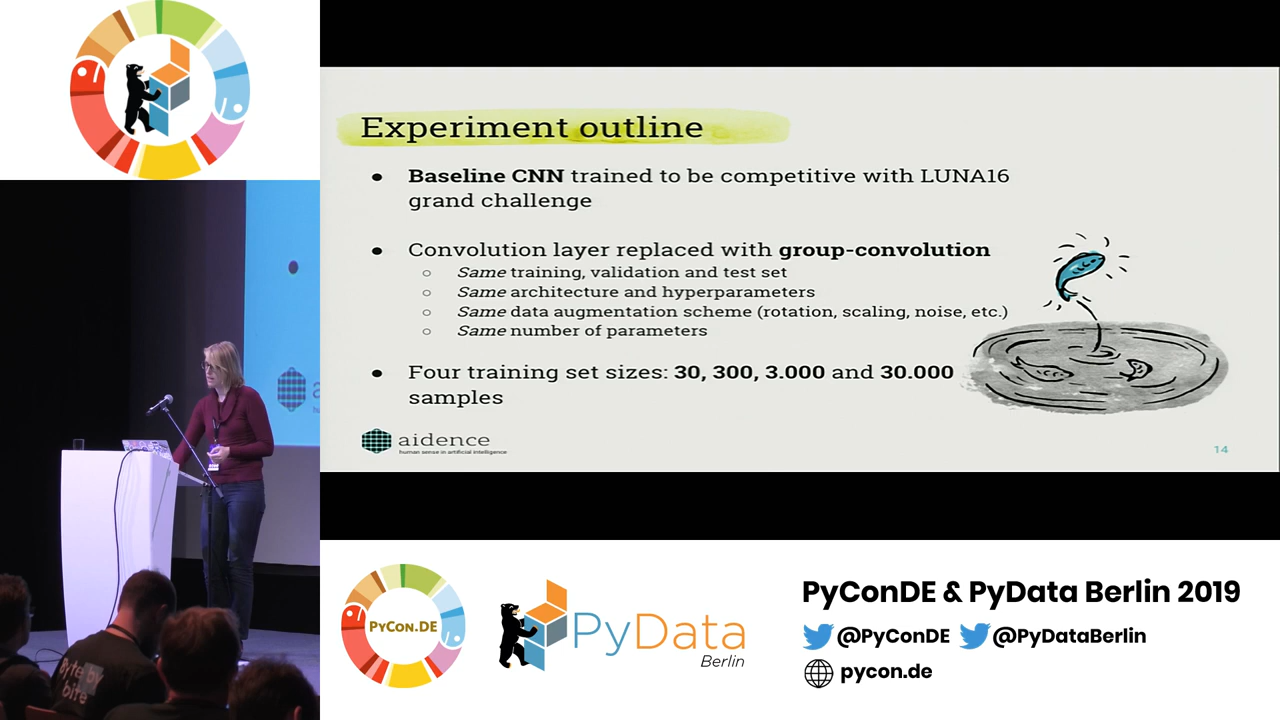 Experiment outline
● Baseline CNN trained to be competitive with LUNA16
grand challenge
● Convolution layer replaced with group-convolution
○ Same training, validation and test set
○ Same architecture and hyperparameters
○ Same data augmentation scheme (rotation, scaling, noise, etc.)
○ Same number of parameters
● Four training set sizes: 30, 300, 3.000 and 30.000
samples
aidence
human sense in artificial intelligence
14
Byte by
bite
PyCon.DE
PyData
Berlin
PyConDE & PyData Berlin 2019
@PyConDE @PyDataBerlin
pycon.de